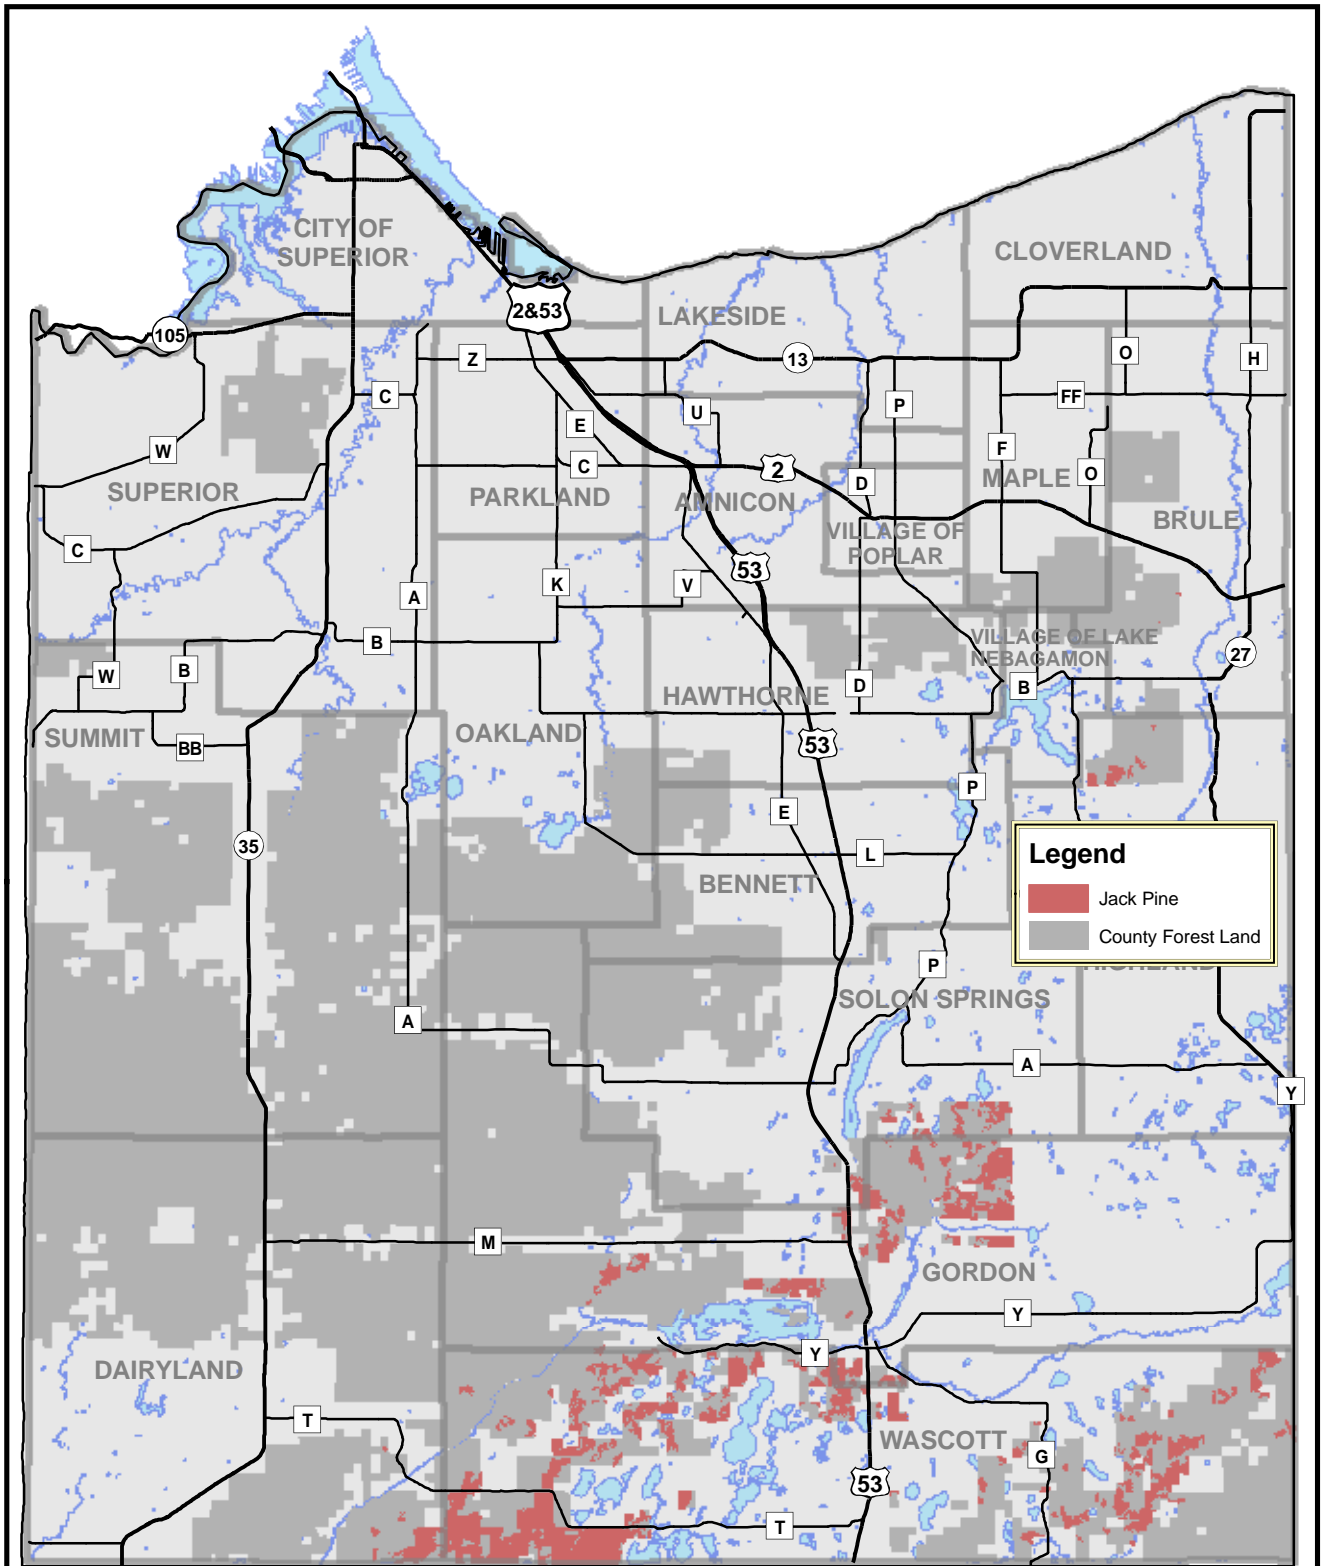 CITY OF
SUPERIOR
CLOVERLAND
2&53
LAKESIDE
105
13
O
H
Z
C
FF
P
U
E
F
W
C
2
D
MAPLE
O
SUPERIOR
PARKLAND
AMNICON
BRULE
VILLAGE OF
POPLAR
C
53
K
V
A
B
VILLAGE OF LAKE
NEBAGAMON
27
W
B
D
B
HAWTHORNE
SUMMIT
BB
OAKLAND
53
P
E
35
L
BENNETT
Legend
Jack Pine
County Forest Land
P
HIGHLAND
SOLON SPRINGS
A
A
Y
M
GORDON
Y
Y
DAIRYLAND
T
WASCOTT
G
53
T